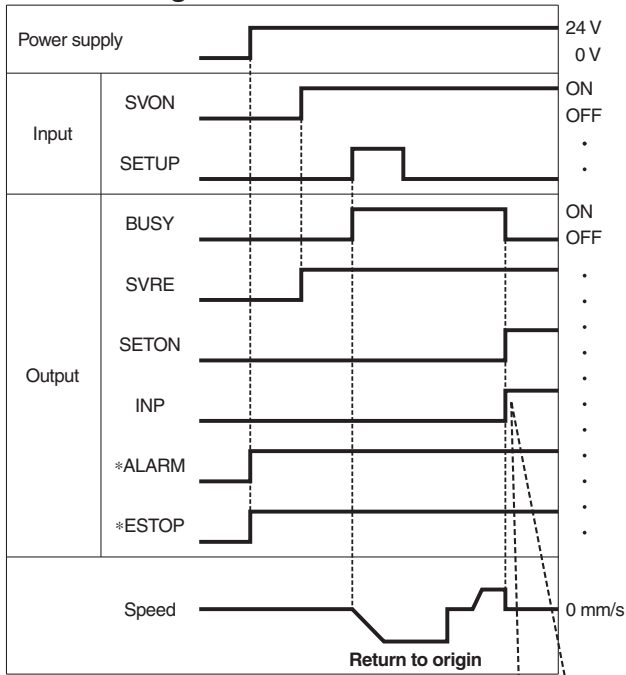 Power supply
24 V
0 V
Input
SVON
ON
OFF
SETUP
Output
BUSY
ON
OFF
SVRE
SETON
INP
*ALARM
*ESTOP
Speed
0 mm/s
Return to origin